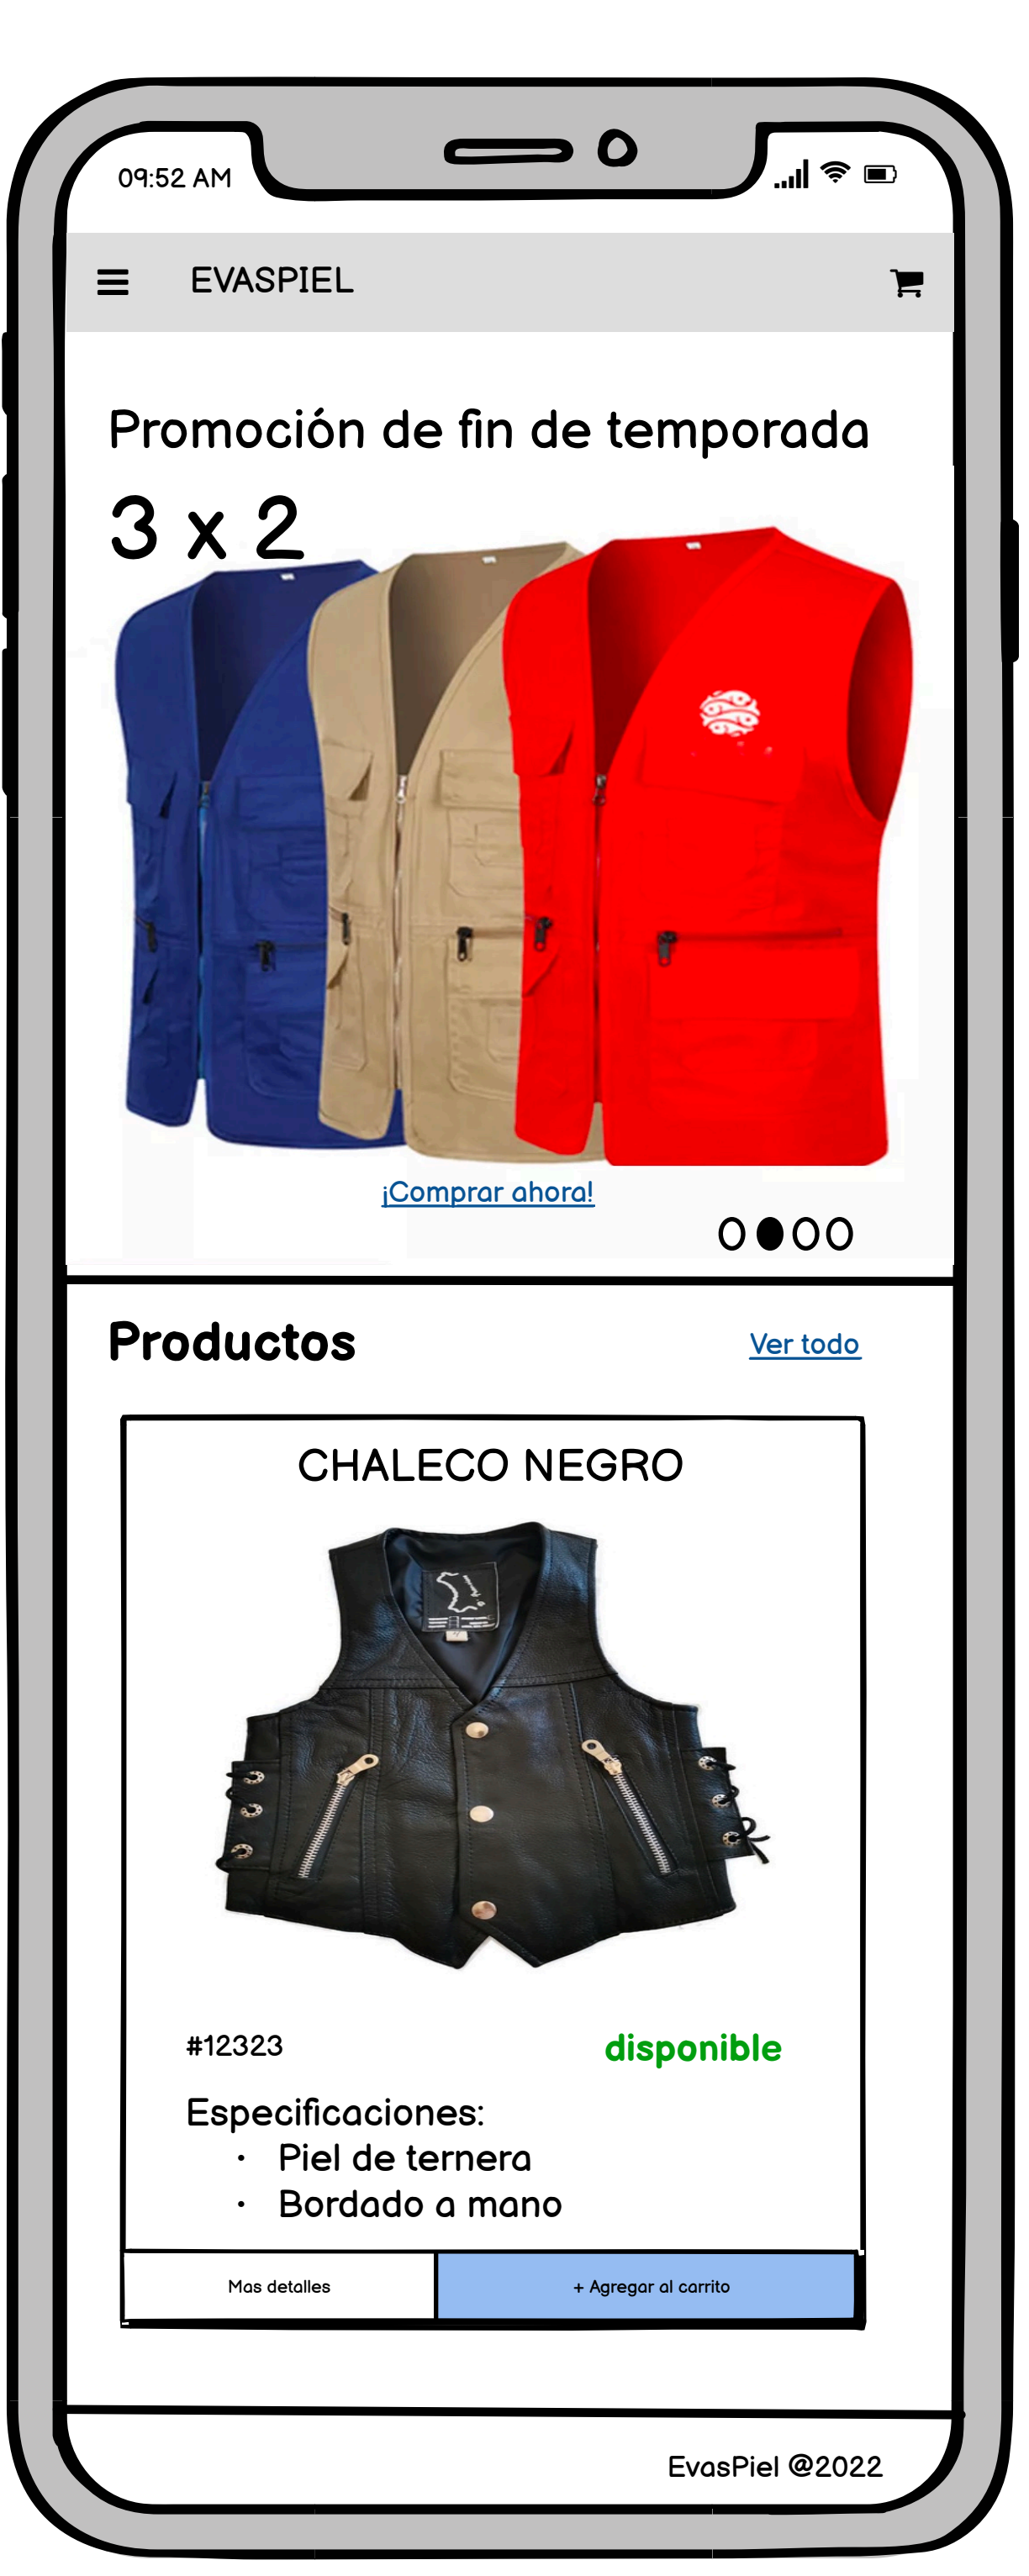 09:52 AM
EVASPIEL
Promoción de fin de temporada
3 x 2
¡Comprar ahora!
Productos
Ver todo
CHALECO NEGRO
#12323
disponible
Especificaciones:
· Piel de ternera
· Bordado a mano
Mas detalles
+ Agregar al carrito
EvasPiel @2022